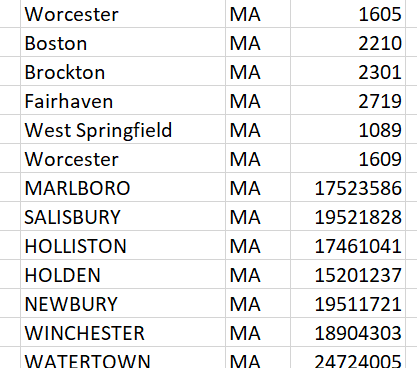 Worcester MA 1605
Boston MA 2210
Brockton MA 2301
Fairhaven MA 2719
West Springfield MA 1089
Worcester MA 1609
MARLBORO MA 17523586
SALISBURY MA 19521828
HOLLISTON MA 17461041
HOLDEN MA 15201237
NEWBURY MA 19511721
WINCHESTER MA 18904303
WATERTOWN MA 24724005